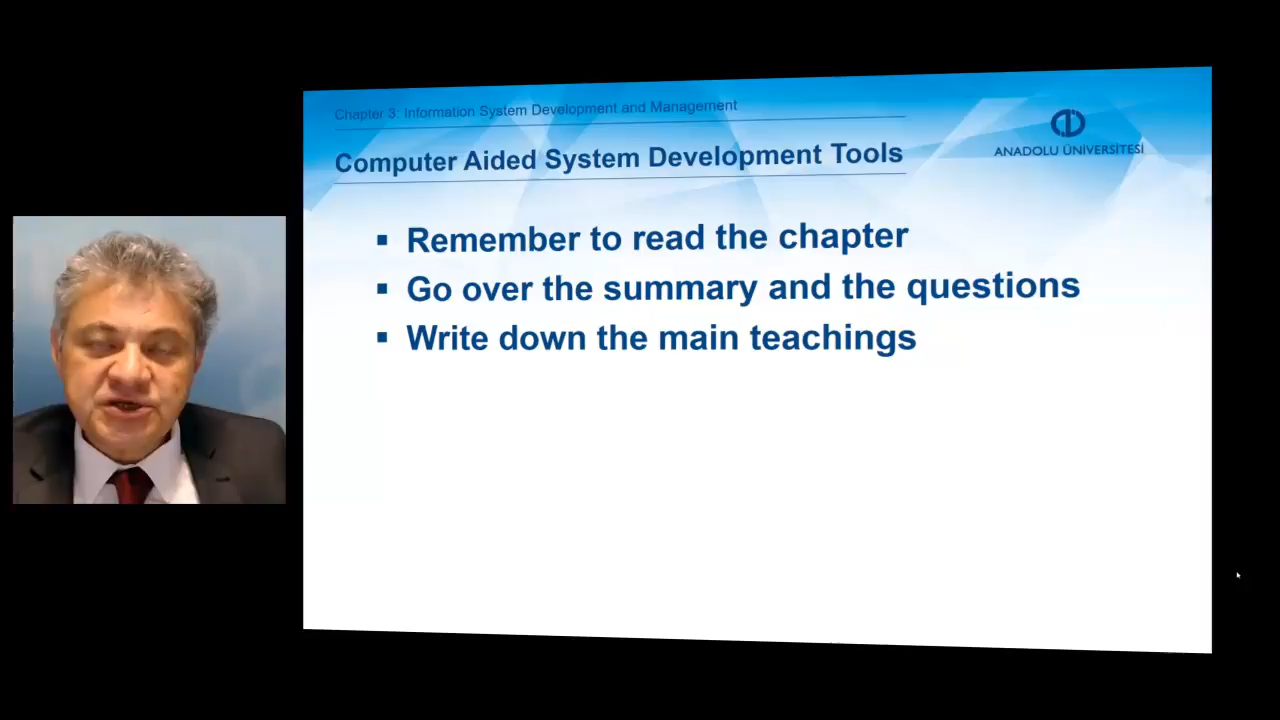 Chapter 3: Information System Development and Management
Computer Aided System Development Tools
ANADOLU ÜNİVERSİTESİ
▪ Remember to read the chapter
▪ Go over the summary and the questions
▪ Write down the main teachings